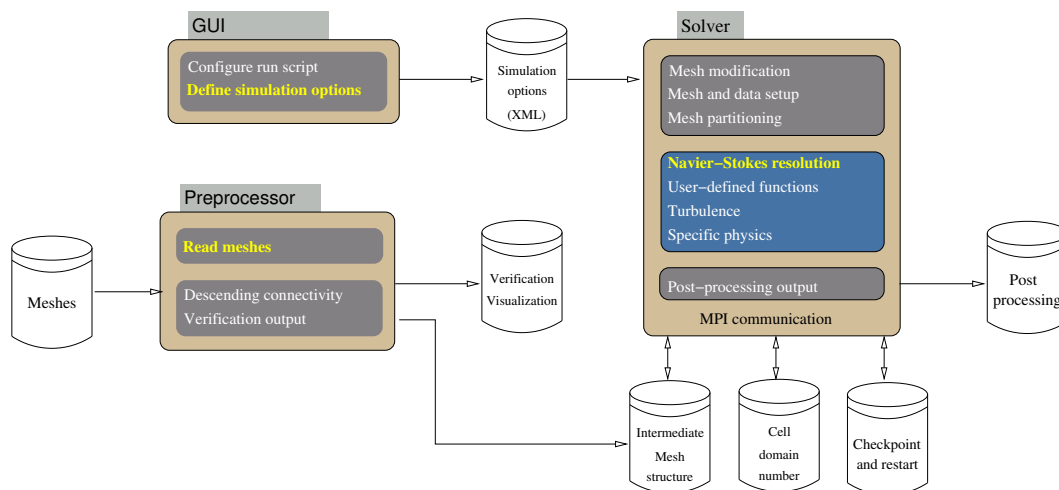 GUI
Configure run script
Define simulation options
Simulation
options
(XML)
Solver
Mesh modification
Mesh and data setup
Mesh partitioning
Navier–Stokes resolution
User–defined functions
Turbulence
Specific physics
Post–processing output
MPI communication
Preprocessor
Read meshes
Descending connectivity
Verification output
Meshes
Verification
Visualization
Post
processing
Intermediate
Mesh
structure
Cell
domain
number
Checkpoint
and restart